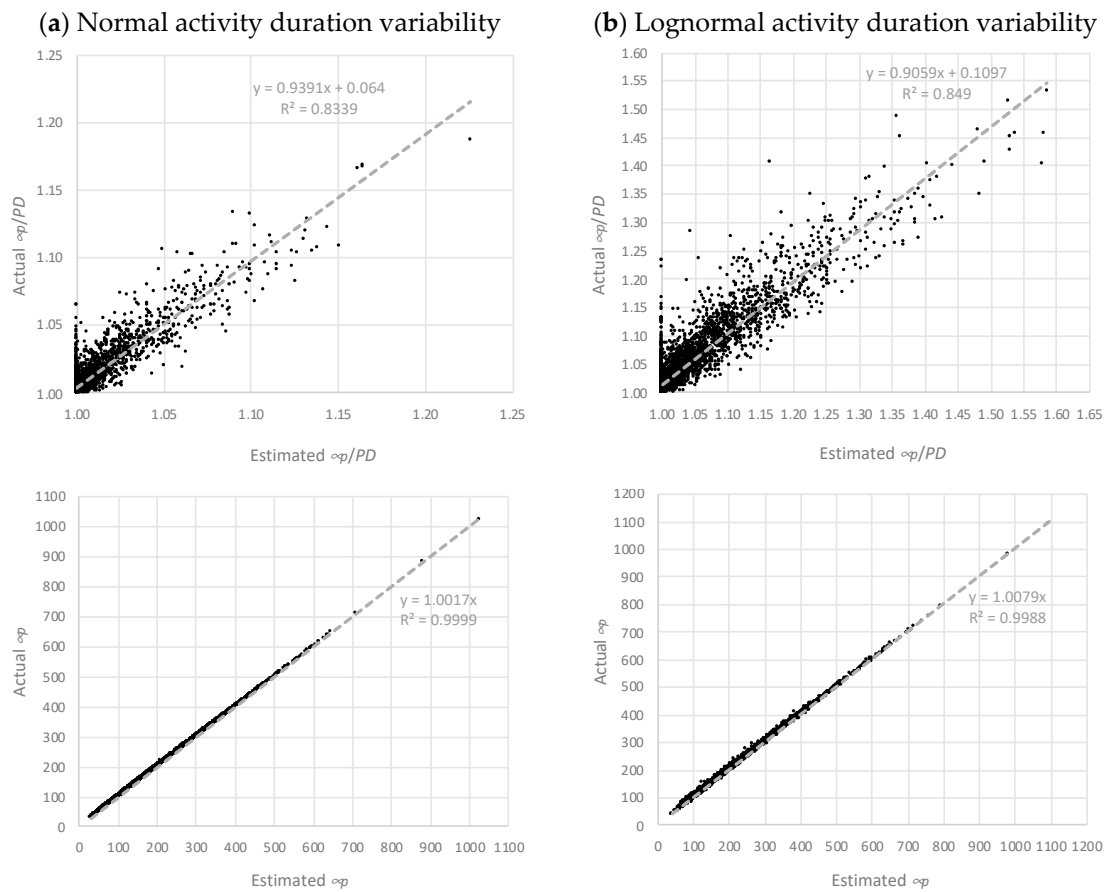 (a) Normal activity duration variability
1.25
1.20
1.15
1.10
1.05
1.00
Actual ∝p/PD
y = 0.9391x + 0.064
R² = 0.8339
1.00 1.05 1.10 1.15 1.20 1.25
Estimated ∝p/PD
(b) Lognormal activity duration variability
1.60
1.55
1.50
1.45
1.40
1.35
1.30
1.25
1.20
1.15
1.10
1.05
1.00
Actual ∝p/PD
y = 0.9059x + 0.1097
R² = 0.849
1.00 1.05 1.10 1.15 1.20 1.25 1.30 1.35 1.40 1.45 1.50 1.55 1.60 1.65
Estimated ∝p/PD
1100
1000
900
800
700
600
500
400
300
200
100
0
Actual ∝p
y = 1.0017x
R² = 0.9999
0 100 200 300 400 500 600 700 800 900 1000 1100
Estimated ∝p
1200
1100
1000
900
800
700
600
500
400
300
200
100
0
Actual ∝p
y = 1.0079x
R² = 0.9988
0 100 200 300 400 500 600 700 800 900 1000 1100 1200
Estimated ∝p